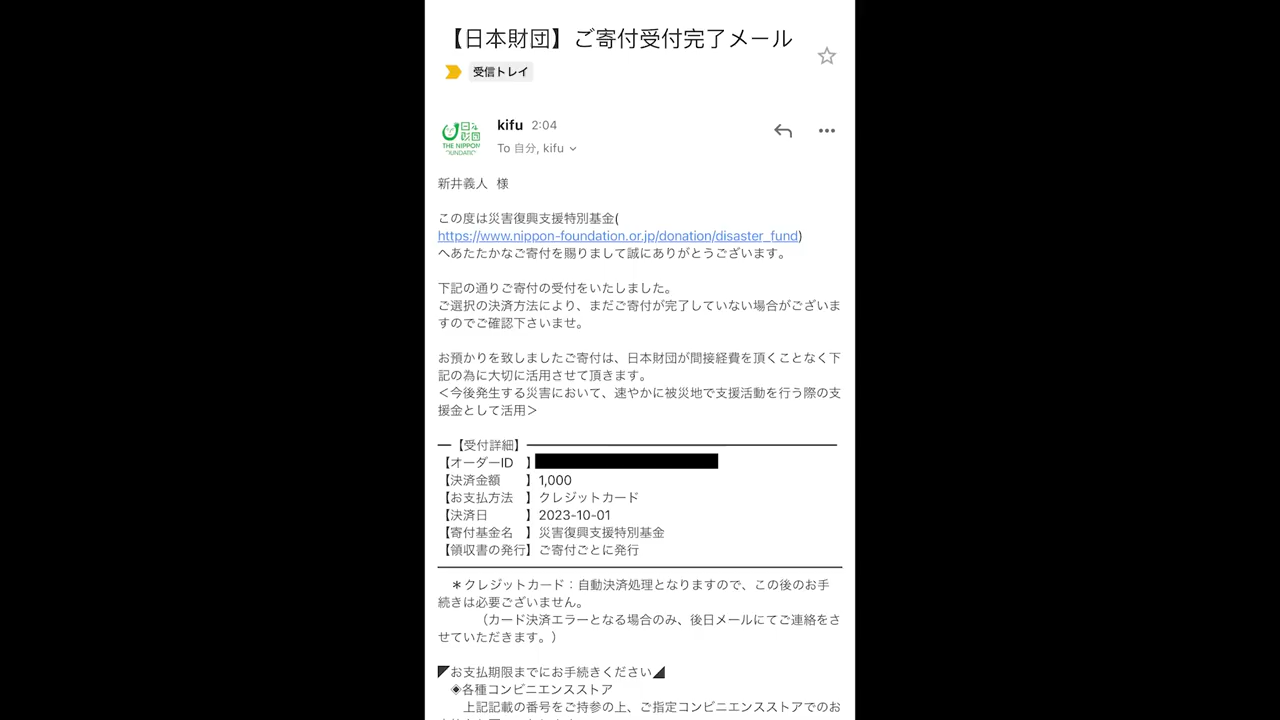 【日本財団】ご寄付受付完了メール
受信トレイ
kifu 2:04
To 自分, kifu
日本財団
THE NIPPON
FOUNDATION
新井義人 様
この度は災害復興支援特別基金(
https://www.nippon-foundation.or.jp/donation/disaster_fund)
へあたたかなご寄付を賜りまして誠にありがとうございます。
下記の通りご寄付の受付をいたしました。
ご選択の決済方法により、まだご寄付が完了していない場合がございま
すのでご確認下さいませ。
お預かりを致しましたご寄付は、日本財団が間接経費を頂くことなく下
記の為に大切に活用させて頂きます。
＜今後発生する災害において、速やかに被災地で支援活動を行う際の支
援金として活用＞
━【受付詳細】━━━━━━━━━━━━━━━━━━
【オーダーID　】
【決済金額　　】1,000
【お支払方法　】クレジットカード
【決済日　　　】2023-10-01
【寄付基金名　】災害復興支援特別基金
【領収書の発行】ご寄付ごとに発行
＊クレジットカード：自動決済処理となりますので、この後のお手
続きは必要ございません。
（カード決済エラーとなる場合のみ、後日メールにてご連絡をさ
せていただきます。）
◤お支払期限までにお手続きください◢
◈各種コンビニエンスストア
上記記載の番号をご持参の上、ご指定コンビニエンスストアでのお